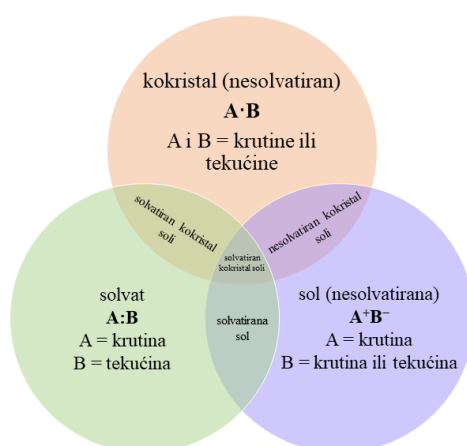 kokristal (nesolvatiran)
A·B
A i B = krutine ili
tekućine
solvatiran kokristal
soli
nesolvatiran kokristal
soli
solvatiran
kokristal soli
solvat
A:B
A = krutina
B = tekućina
solvatirana
sol
sol (nesolvatirana)
A⁺B⁻
A = krutina
B = krutina ili tekućina